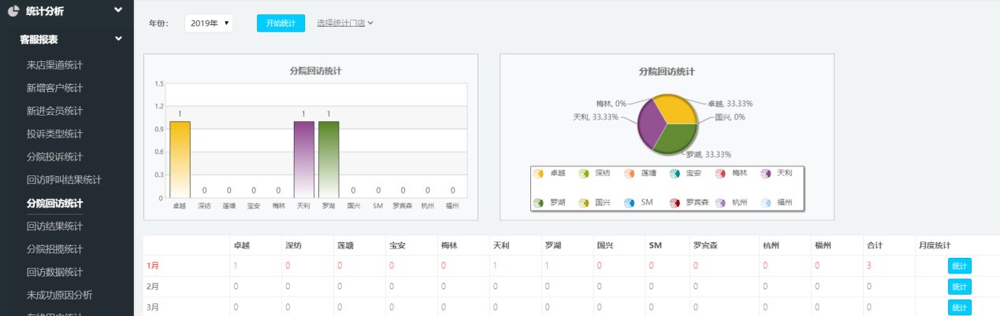 统计分析
客服报表
来店渠道统计
新增客户统计
新进会员统计
投诉类型统计
分院投诉统计
回访呼叫结果统计
分院回访统计
回访结果统计
分院招揽统计
回访数据统计
未成功原因分析
年份: 2019年 开始统计 选择统计门店
分院回访统计
1.5
1.2
0.9
0.6
0.3
0
1 0 0 0 0 1 1 0 0 0 0 0
卓越 深纺 莲塘 宝安 梅林 天利 罗湖 国兴 SM 罗宾森 杭州 福州
分院回访统计
梅林, 0% 卓越, 33.33%
天利, 33.33% 国兴, 0%
罗湖, 33.33%
卓越 深纺 莲塘 宝安 梅林 天利
罗湖 国兴 SM 罗宾森 杭州 福州
卓越 深纺 莲塘 宝安 梅林 天利 罗湖 国兴 SM 罗宾森 杭州 福州 合计 月度统计
1月 1 0 0 0 0 1 1 0 0 0 0 0 3 统计
2月 0 0 0 0 0 0 0 0 0 0 0 0 0 统计
3月 0 0 0 0 0 0 0 0 0 0 0 0 0 统计